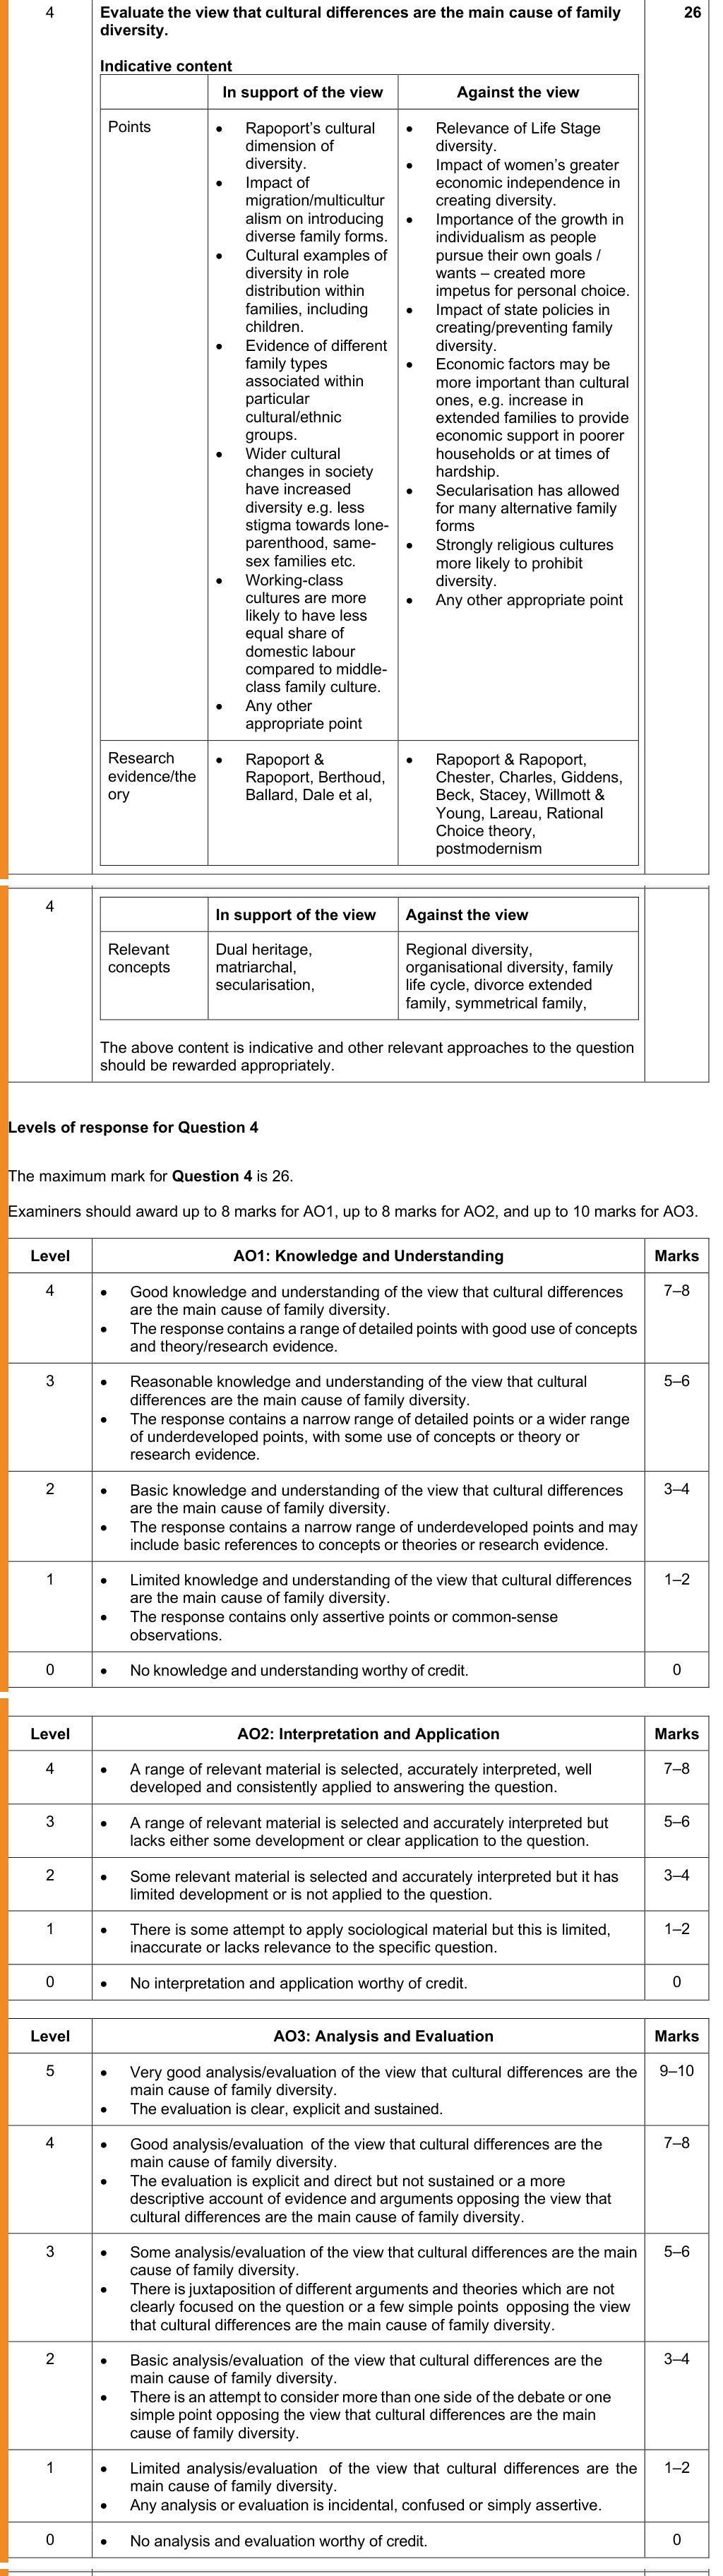 4
Evaluate the view that cultural differences are the main cause of family
diversity.
26
Indicative content
In support of the view
Against the view
Points
• Rapoport's cultural
dimension of
diversity.
• Impact of
migration/multicultur
alism on introducing
diverse family forms.
• Cultural examples of
diversity in role
distribution within
families, including
children.
• Evidence of different
family types
associated within
particular
cultural/ethnic
groups.
• Wider cultural
changes in society
have increased
diversity e.g. less
stigma towards lone-
parenthood, same-
sex families etc.
• Working-class
cultures are more
likely to have less
equal share of
domestic labour
compared to middle-
class family culture.
• Any other
appropriate point
• Relevance of Life Stage
diversity.
• Impact of women's greater
economic independence in
creating diversity.
• Importance of the growth in
individualism as people
pursue their own goals /
wants – created more
impetus for personal choice.
• Impact of state policies in
creating/preventing family
diversity.
• Economic factors may be
more important than cultural
ones, e.g. increase in
extended families to provide
economic support in poorer
households or at times of
hardship.
• Secularisation has allowed
for many alternative family
forms
• Strongly religious cultures
more likely to prohibit
diversity.
• Any other appropriate point
Research
evidence/the
ory
• Rapoport &
Rapoport, Berthoud,
Ballard, Dale et al,
• Rapoport & Rapoport,
Chester, Charles, Giddens,
Beck, Stacey, Willmott &
Young, Lareau, Rational
Choice theory,
postmodernism
4
In support of the view
Against the view
Relevant
concepts
Dual heritage,
matriarchal,
secularisation,
Regional diversity,
organisational diversity, family
life cycle, divorce extended
family, symmetrical family,
The above content is indicative and other relevant approaches to the question
should be rewarded appropriately.
Levels of response for Question 4
The maximum mark for Question 4 is 26.
Examiners should award up to 8 marks for AO1, up to 8 marks for AO2, and up to 10 marks for AO3.
Level
AO1: Knowledge and Understanding
Marks
4
• Good knowledge and understanding of the view that cultural differences
are the main cause of family diversity.
• The response contains a range of detailed points with good use of concepts
and theory/research evidence.
7–8
3
• Reasonable knowledge and understanding of the view that cultural
differences are the main cause of family diversity.
• The response contains a narrow range of detailed points or a wider range
of underdeveloped points, with some use of concepts or theory or
research evidence.
5–6
2
• Basic knowledge and understanding of the view that cultural differences
are the main cause of family diversity.
• The response contains a narrow range of underdeveloped points and may
include basic references to concepts or theories or research evidence.
3–4
1
• Limited knowledge and understanding of the view that cultural differences
are the main cause of family diversity.
• The response contains only assertive points or common-sense
observations.
1–2
0
• No knowledge and understanding worthy of credit.
0
Level
AO2: Interpretation and Application
Marks
4
• A range of relevant material is selected, accurately interpreted, well
developed and consistently applied to answering the question.
7–8
3
• A range of relevant material is selected and accurately interpreted but
lacks either some development or clear application to the question.
5–6
2
• Some relevant material is selected and accurately interpreted but it has
limited development or is not applied to the question.
3–4
1
• There is some attempt to apply sociological material but this is limited,
inaccurate or lacks relevance to the specific question.
1–2
0
• No interpretation and application worthy of credit.
0
Level
AO3: Analysis and Evaluation
Marks
5
• Very good analysis/evaluation of the view that cultural differences are the
main cause of family diversity.
• The evaluation is clear, explicit and sustained.
9–10
4
• Good analysis/evaluation of the view that cultural differences are the
main cause of family diversity.
• The evaluation is explicit and direct but not sustained or a more
descriptive account of evidence and arguments opposing the view that
cultural differences are the main cause of family diversity.
7–8
3
• Some analysis/evaluation of the view that cultural differences are the main
cause of family diversity.
• There is juxtaposition of different arguments and theories which are not
clearly focused on the question or a few simple points opposing the view
that cultural differences are the main cause of family diversity.
5–6
2
• Basic analysis/evaluation of the view that cultural differences are the
main cause of family diversity.
• There is an attempt to consider more than one side of the debate or one
simple point opposing the view that cultural differences are the main
cause of family diversity.
3–4
1
• Limited analysis/evaluation of the view that cultural differences are the
main cause of family diversity.
• Any analysis or evaluation is incidental, confused or simply assertive.
1–2
0
• No analysis and evaluation worthy of credit.
0